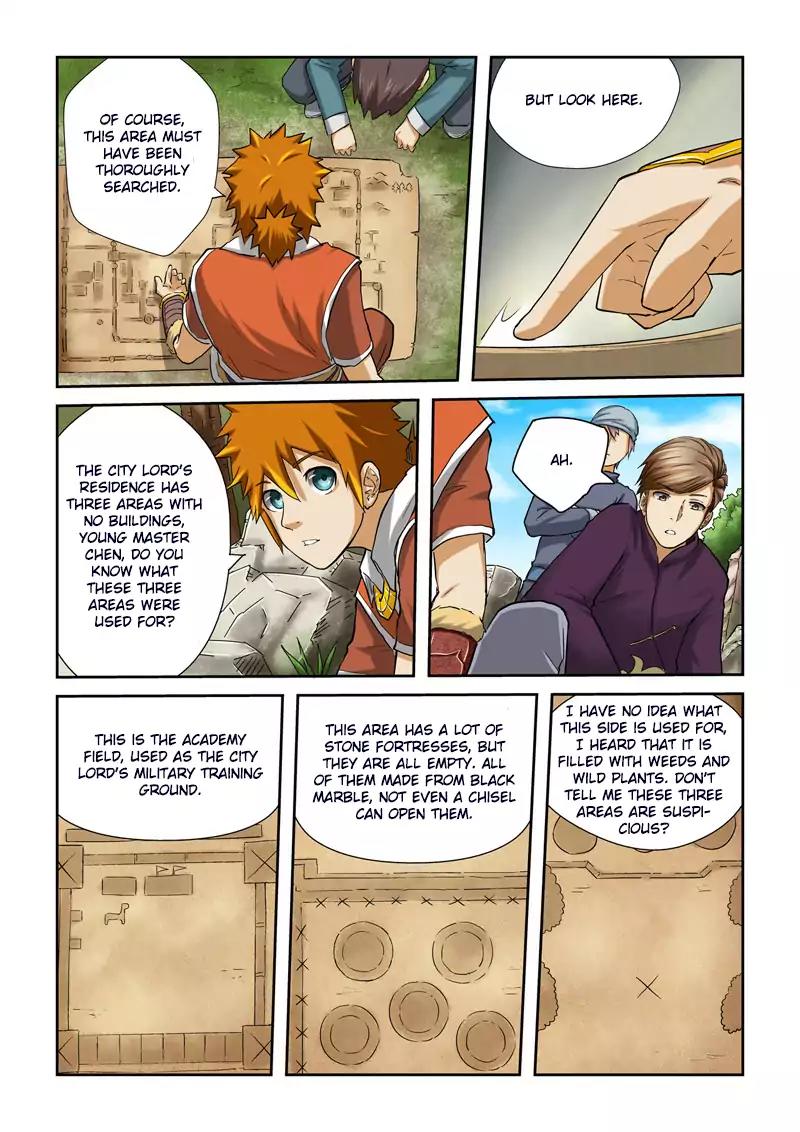 OF COURSE,
THIS AREA MUST
HAVE BEEN
THOROUGHLY
SEARCHED.
BUT LOOK HERE.
THE CITY LORD'S
RESIDENCE HAS
THREE AREAS WITH
NO BUILDINGS,
YOUNG MASTER
CHEN, DO YOU
KNOW WHAT
THESE THREE
AREAS WERE
USED FOR?
AH.
THIS IS THE ACADEMY
FIELD, USED AS THE CITY
LORD'S MILITARY TRAINING
GROUND.
THIS AREA HAS A LOT OF
STONE FORTRESSES, BUT
THEY ARE ALL EMPTY. ALL
OF THEM MADE FROM BLACK
MARBLE, NOT EVEN A CHISEL
CAN OPEN THEM.
I HAVE NO IDEA WHAT
THIS SIDE IS USED FOR,
I HEARD THAT IT IS
FILLED WITH WEEDS AND
WILD PLANTS. DON'T
TELL ME THESE THREE
AREAS ARE SUSPI-
CIOUS?